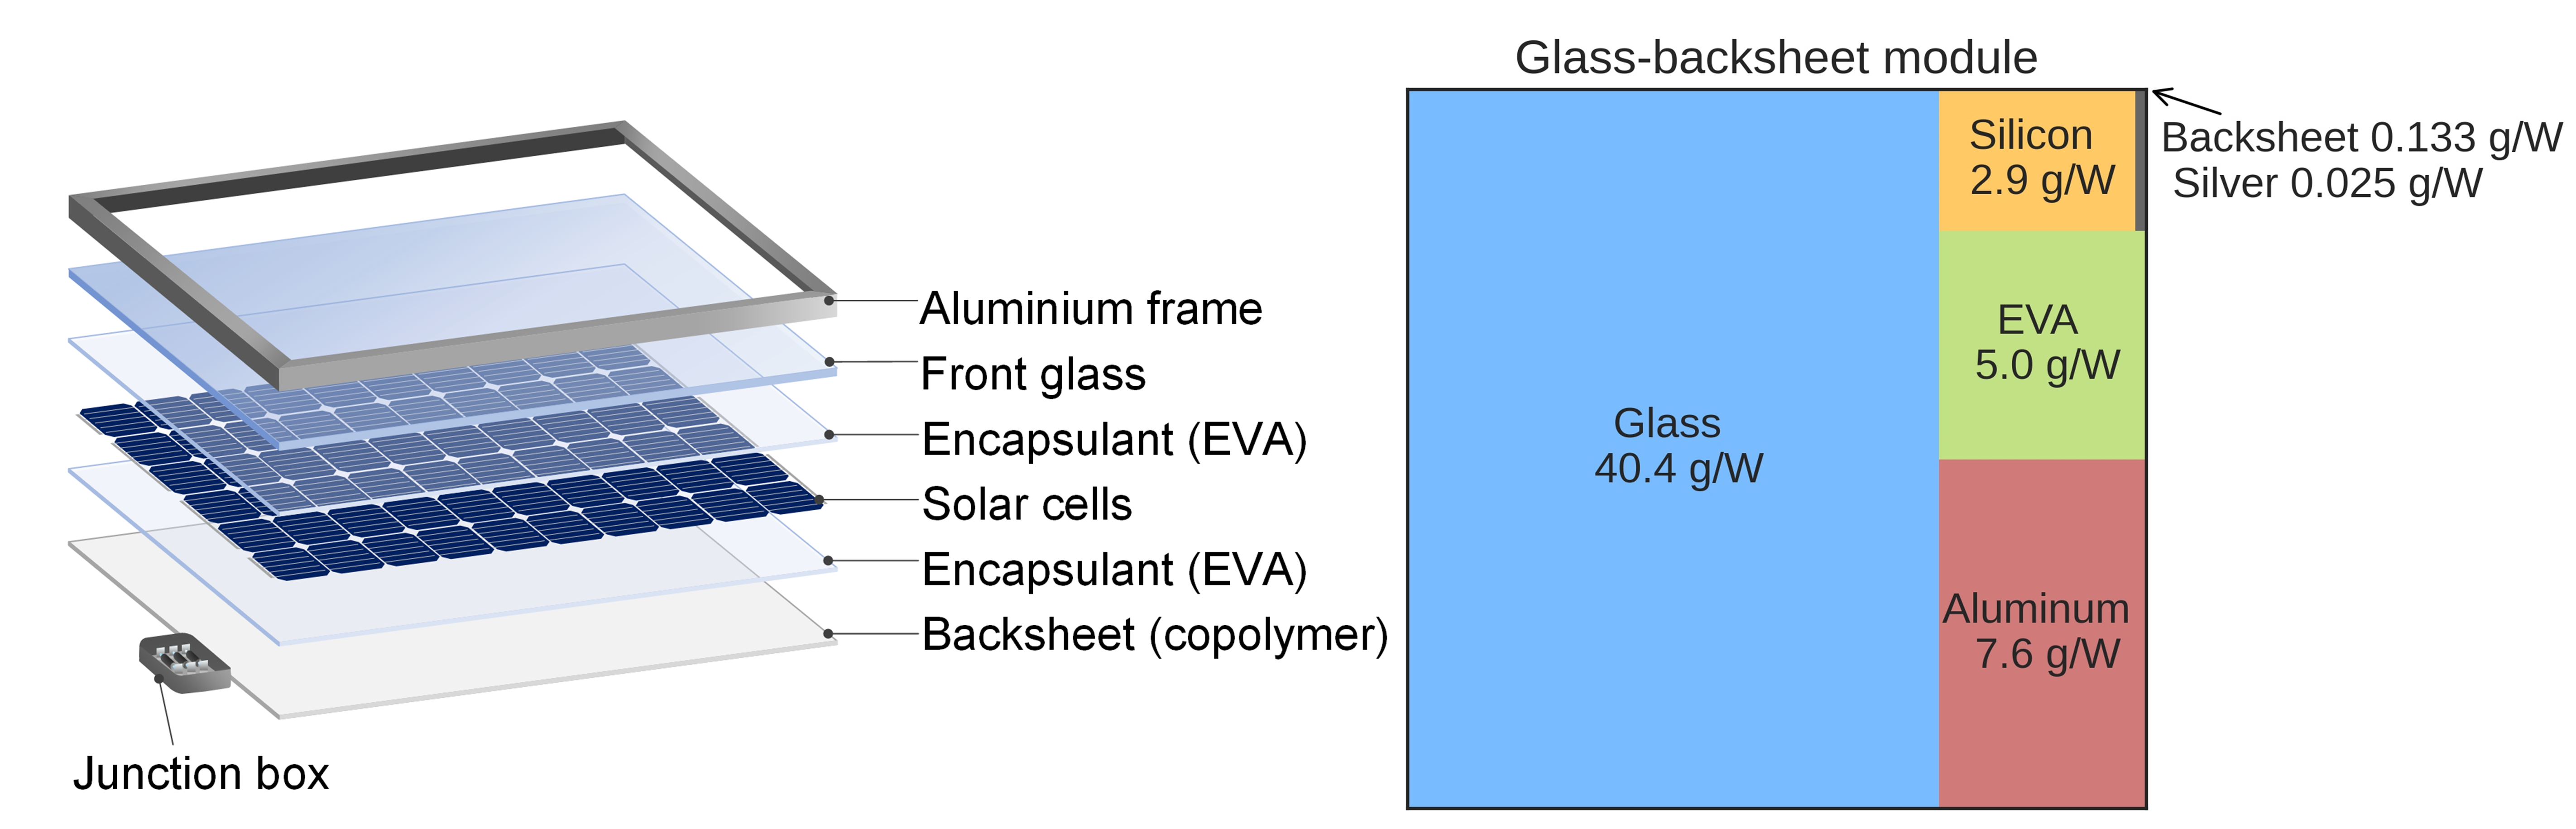 Aluminium frame
Front glass
Encapsulant (EVA)
Solar cells
Encapsulant (EVA)
Backsheet (copolymer)
Junction box
Glass-backsheet module
Glass
40.4 g/W
Silicon
2.9 g/W
EVA
5.0 g/W
Aluminum
7.6 g/W
Backsheet 0.133 g/W
Silver 0.025 g/W